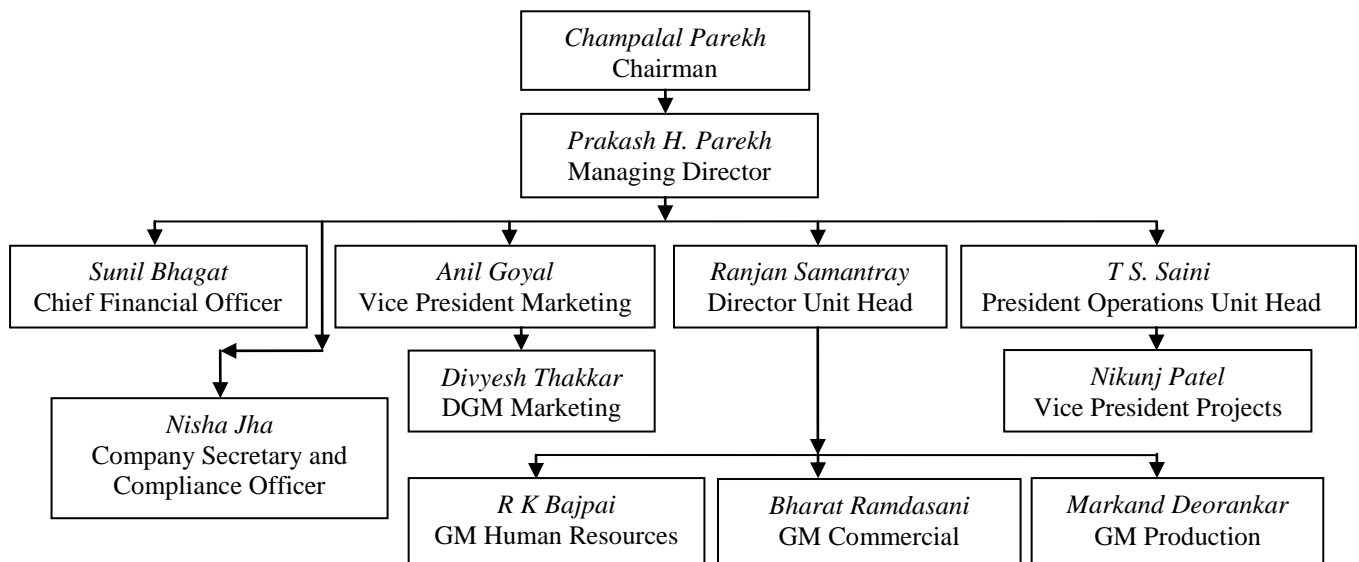 Champalal Parekh
Chairman
Prakash H. Parekh
Managing Director
Sunil Bhagat
Chief Financial Officer
Anil Goyal
Vice President Marketing
Ranjan Samantray
Director Unit Head
T S. Saini
President Operations Unit Head
Divyesh Thakkar
DGM Marketing
Nikunj Patel
Vice President Projects
Nisha Jha
Company Secretary and
Compliance Officer
R K Bajpai
GM Human Resources
Bharat Ramdasani
GM Commercial
Markand Deorankar
GM Production